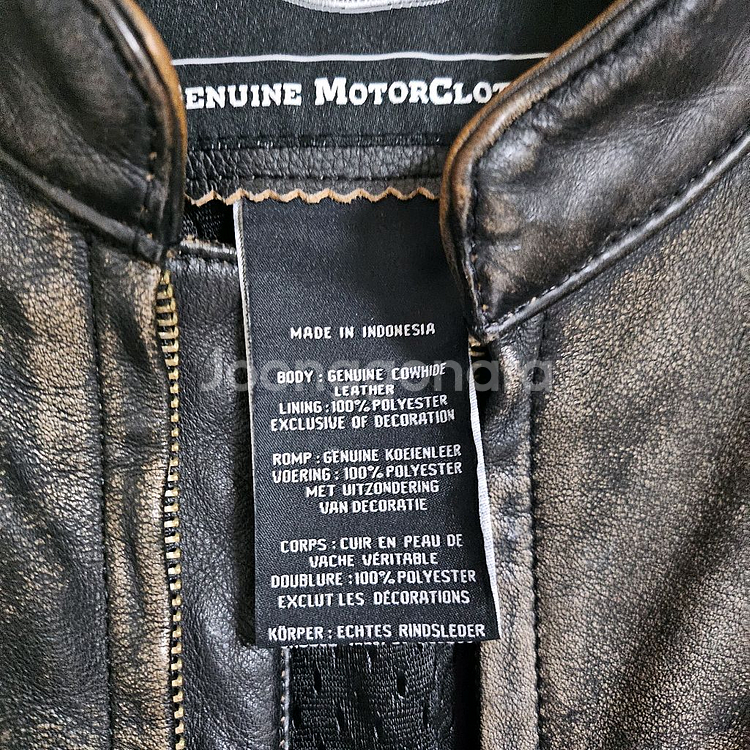 GENUINE MOTORCLOT
MADE IN INDONESIA
BODY : GENUINE COWHIDE
LEATHER
LINING : 100% POLYESTER
EXCLUSIVE OF DECORATION
ROMP : GENUINE KOEIENLEER
VOERING : 100% POLYESTER
MET UITZONDERING
VAN DECORATIE
CORPS : CUIR EN PEAU DE
VACHE VÉRITABLE
DOUBLURE : 100% POLYESTER
EXCLUT LES DÉCORATIONS
KÖRPER : ECHTES RINDSLEDER
Joonggonara